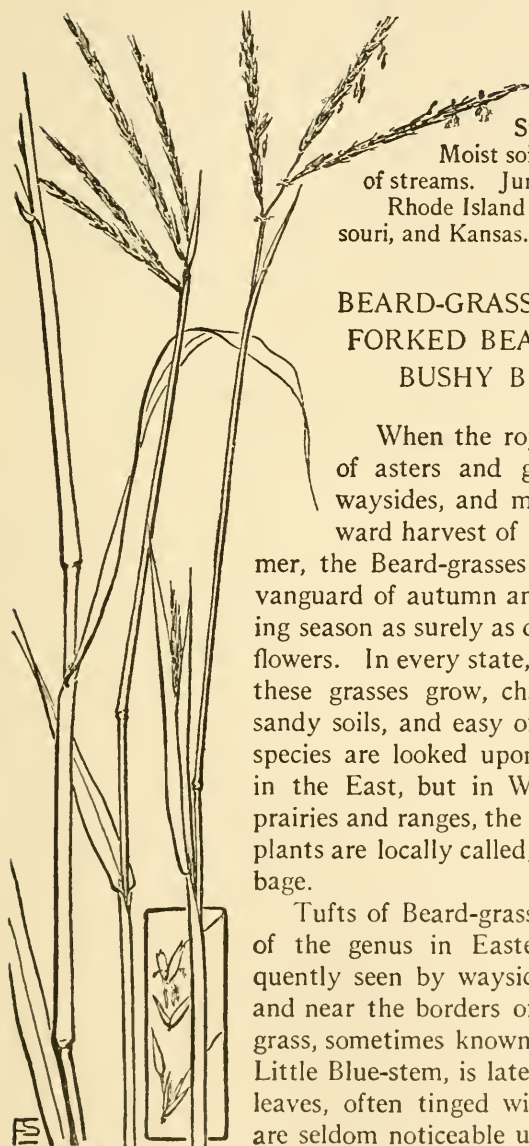 S
Moist soi
of streams. Jur
Rhode Island
souri, and Kansas.
BEARD-GRASS
FORKED BEA
BUSHY B
When the ro
of asters and g
waysides, and m
ward harvest of
mer, the Beard-grasses
vanguard of autumn ar
ing season as surely as c
flowers. In every state,
these grasses grow, ch
sandy soils, and easy o
species are looked upon
in the East, but in W
prairies and ranges, the
plants are locally called,
bage.
Tufts of Beard-grass
of the genus in Easte
quently seen by waysid
and near the borders o
grass, sometimes known
Little Blue-stem, is late
leaves, often tinged wi
are seldom noticeable u